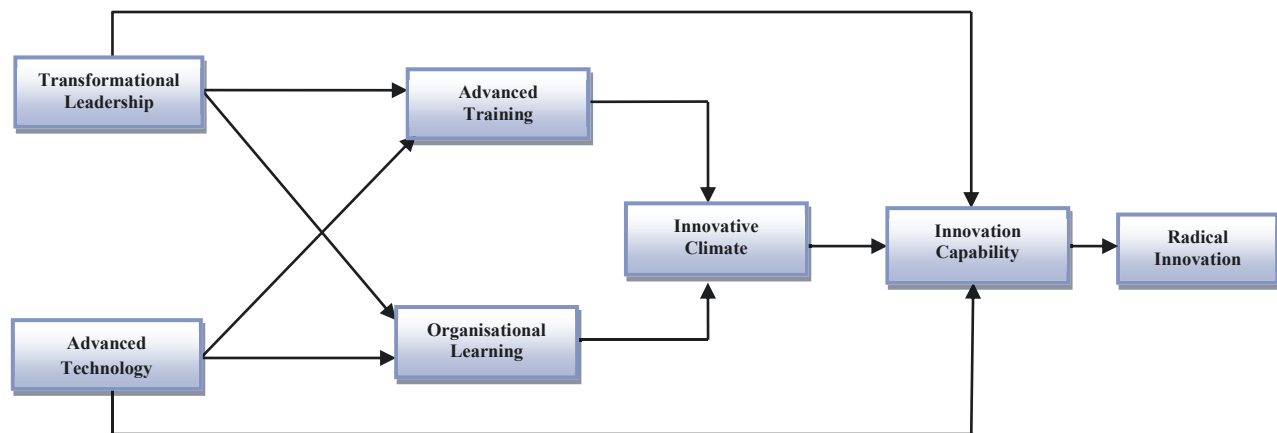 Transformational
Leadership
Advanced
Training
Innovative
Climate
Innovation
Capability
Radical
Innovation
Advanced
Technology
Organisational
Learning